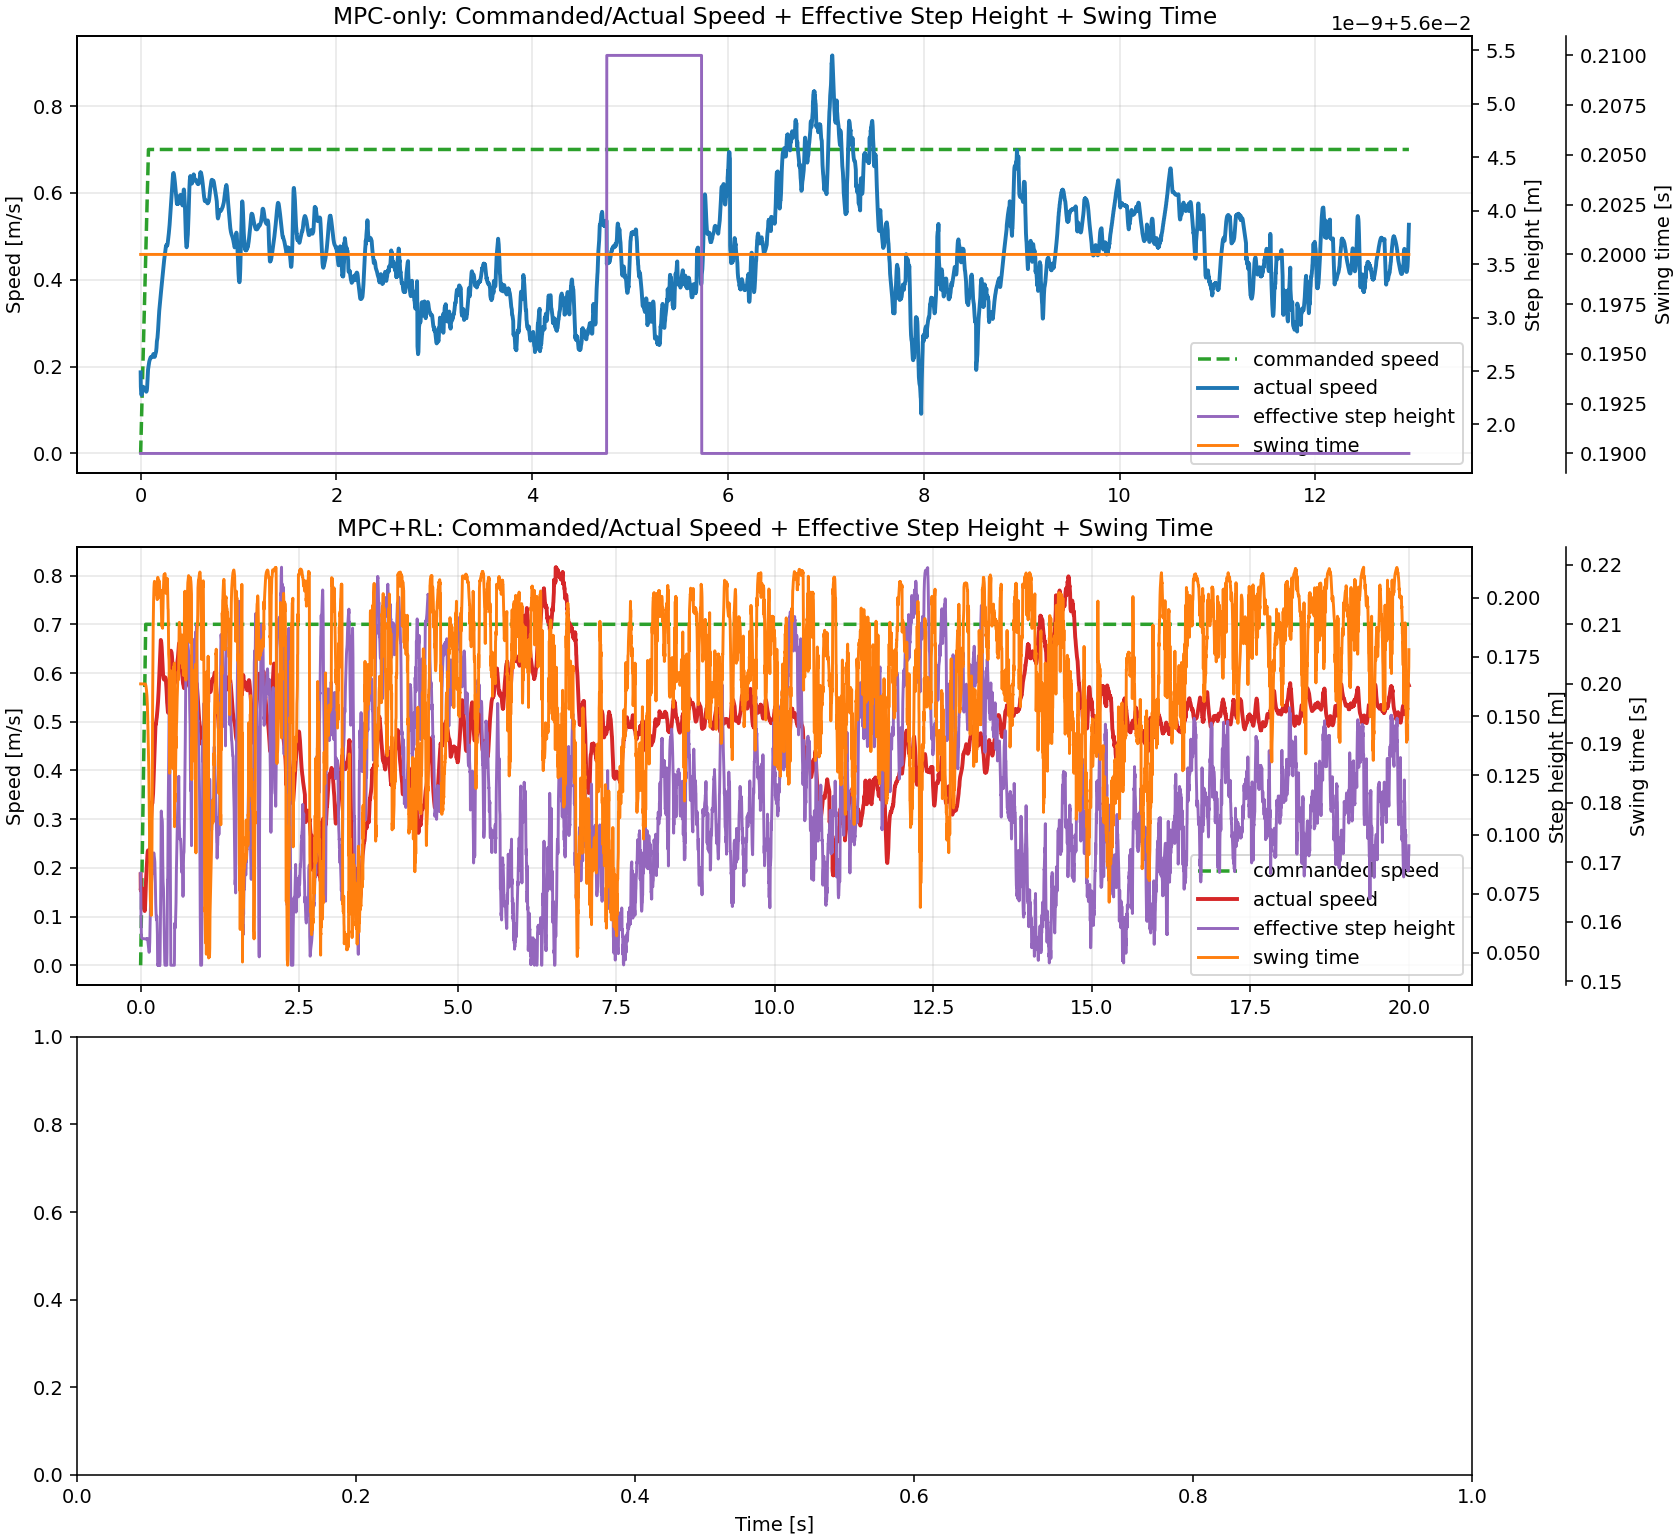 MPC-only: Commanded/Actual Speed + Effective Step Height + Swing Time
1e−9+5.6e−2
Speed [m/s]
0.8
0.6
0.4
0.2
0.0
0 2 4 6 8 10 12
5.5
5.0
4.5
4.0
3.5
3.0
2.5
2.0
Step height [m]
0.2100
0.2075
0.2050
0.2025
0.2000
0.1975
0.1950
0.1925
0.1900
Swing time [s]
commanded speed
actual speed
effective step height
swing time
MPC+RL: Commanded/Actual Speed + Effective Step Height + Swing Time
Speed [m/s]
0.8
0.7
0.6
0.5
0.4
0.3
0.2
0.1
0.0
0.0 2.5 5.0 7.5 10.0 12.5 15.0 17.5 20.0
0.200
0.175
0.150
0.125
0.100
0.075
0.050
Step height [m]
0.22
0.21
0.20
0.19
0.18
0.17
0.16
0.15
Swing time [s]
commanded speed
actual speed
effective step height
swing time
1.0
0.8
0.6
0.4
0.2
0.0
0.0 0.2 0.4 0.6 0.8 1.0
Time [s]